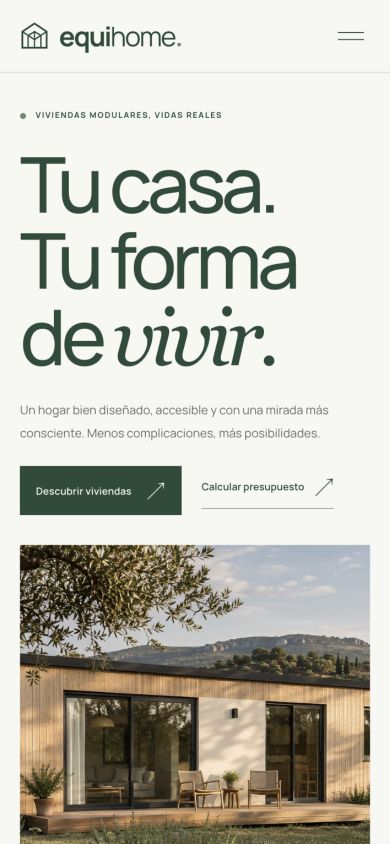 equihome.
VIVIENDAS MODULARES, VIDAS REALES
Tu casa.
Tu forma
de vivir.
Un hogar bien diseñado, accesible y con una mirada más
consciente. Menos complicaciones, más posibilidades.
Descubrir viviendas
Calcular presupuesto